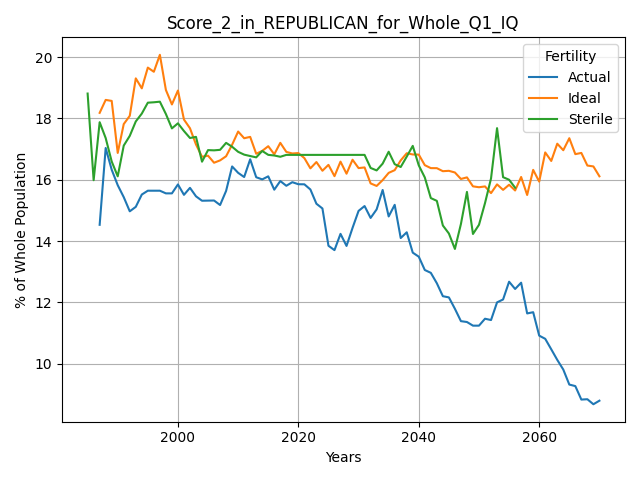 Score_2_in_REPUBLICAN_for_Whole_Q1_IQ
% of Whole Population
20
18
16
14
12
10
2000
2020
2040
2060
Years
Fertility
Actual
Ideal
Sterile